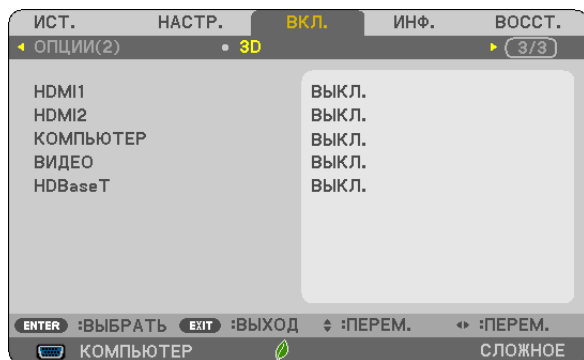 ИСТ. НАСТР. ВКЛ. ИНФ. ВОССТ.
ОПЦИИ(2) 3D 3/3
HDMI1 ВЫКЛ.
HDMI2 ВЫКЛ.
КОМПЬЮТЕР ВЫКЛ.
ВИДЕО ВЫКЛ.
HDBaseT ВЫКЛ.
ENTER :ВЫБРАТЬ EXIT :ВЫХОД :ПЕРЕМ. :ПЕРЕМ.
КОМПЬЮТЕР СЛОЖНОЕ